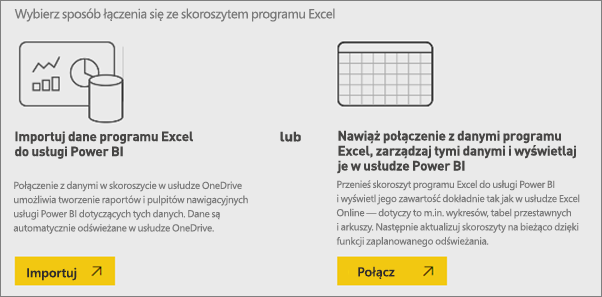 Wybierz sposób łączenia się ze skoroszytem programu Excel
Importuj dane programu Excel
do usługi Power BI
Połączenie z danymi w skoroszycie w usłudze OneDrive
umożliwia tworzenie raportów i pulpitów nawigacyjnych
usługi Power BI dotyczących tych danych. Dane są
automatycznie odświeżane w usłudze OneDrive.
Importuj
lub
Nawiąż połączenie z danymi programu
Excel, zarządzaj tymi danymi i wyświetlaj
je w usłudze Power BI
Przenieś skoroszyt programu Excel do usługi Power BI
i wyświetl jego zawartość dokładnie tak jak w usłudze Excel
Online — dotyczy to m.in. wykresów, tabel przestawnych
i arkuszy. Następnie aktualizuj skoroszyty na bieżąco dzięki
funkcji zaplanowanego odświeżania.
Połącz